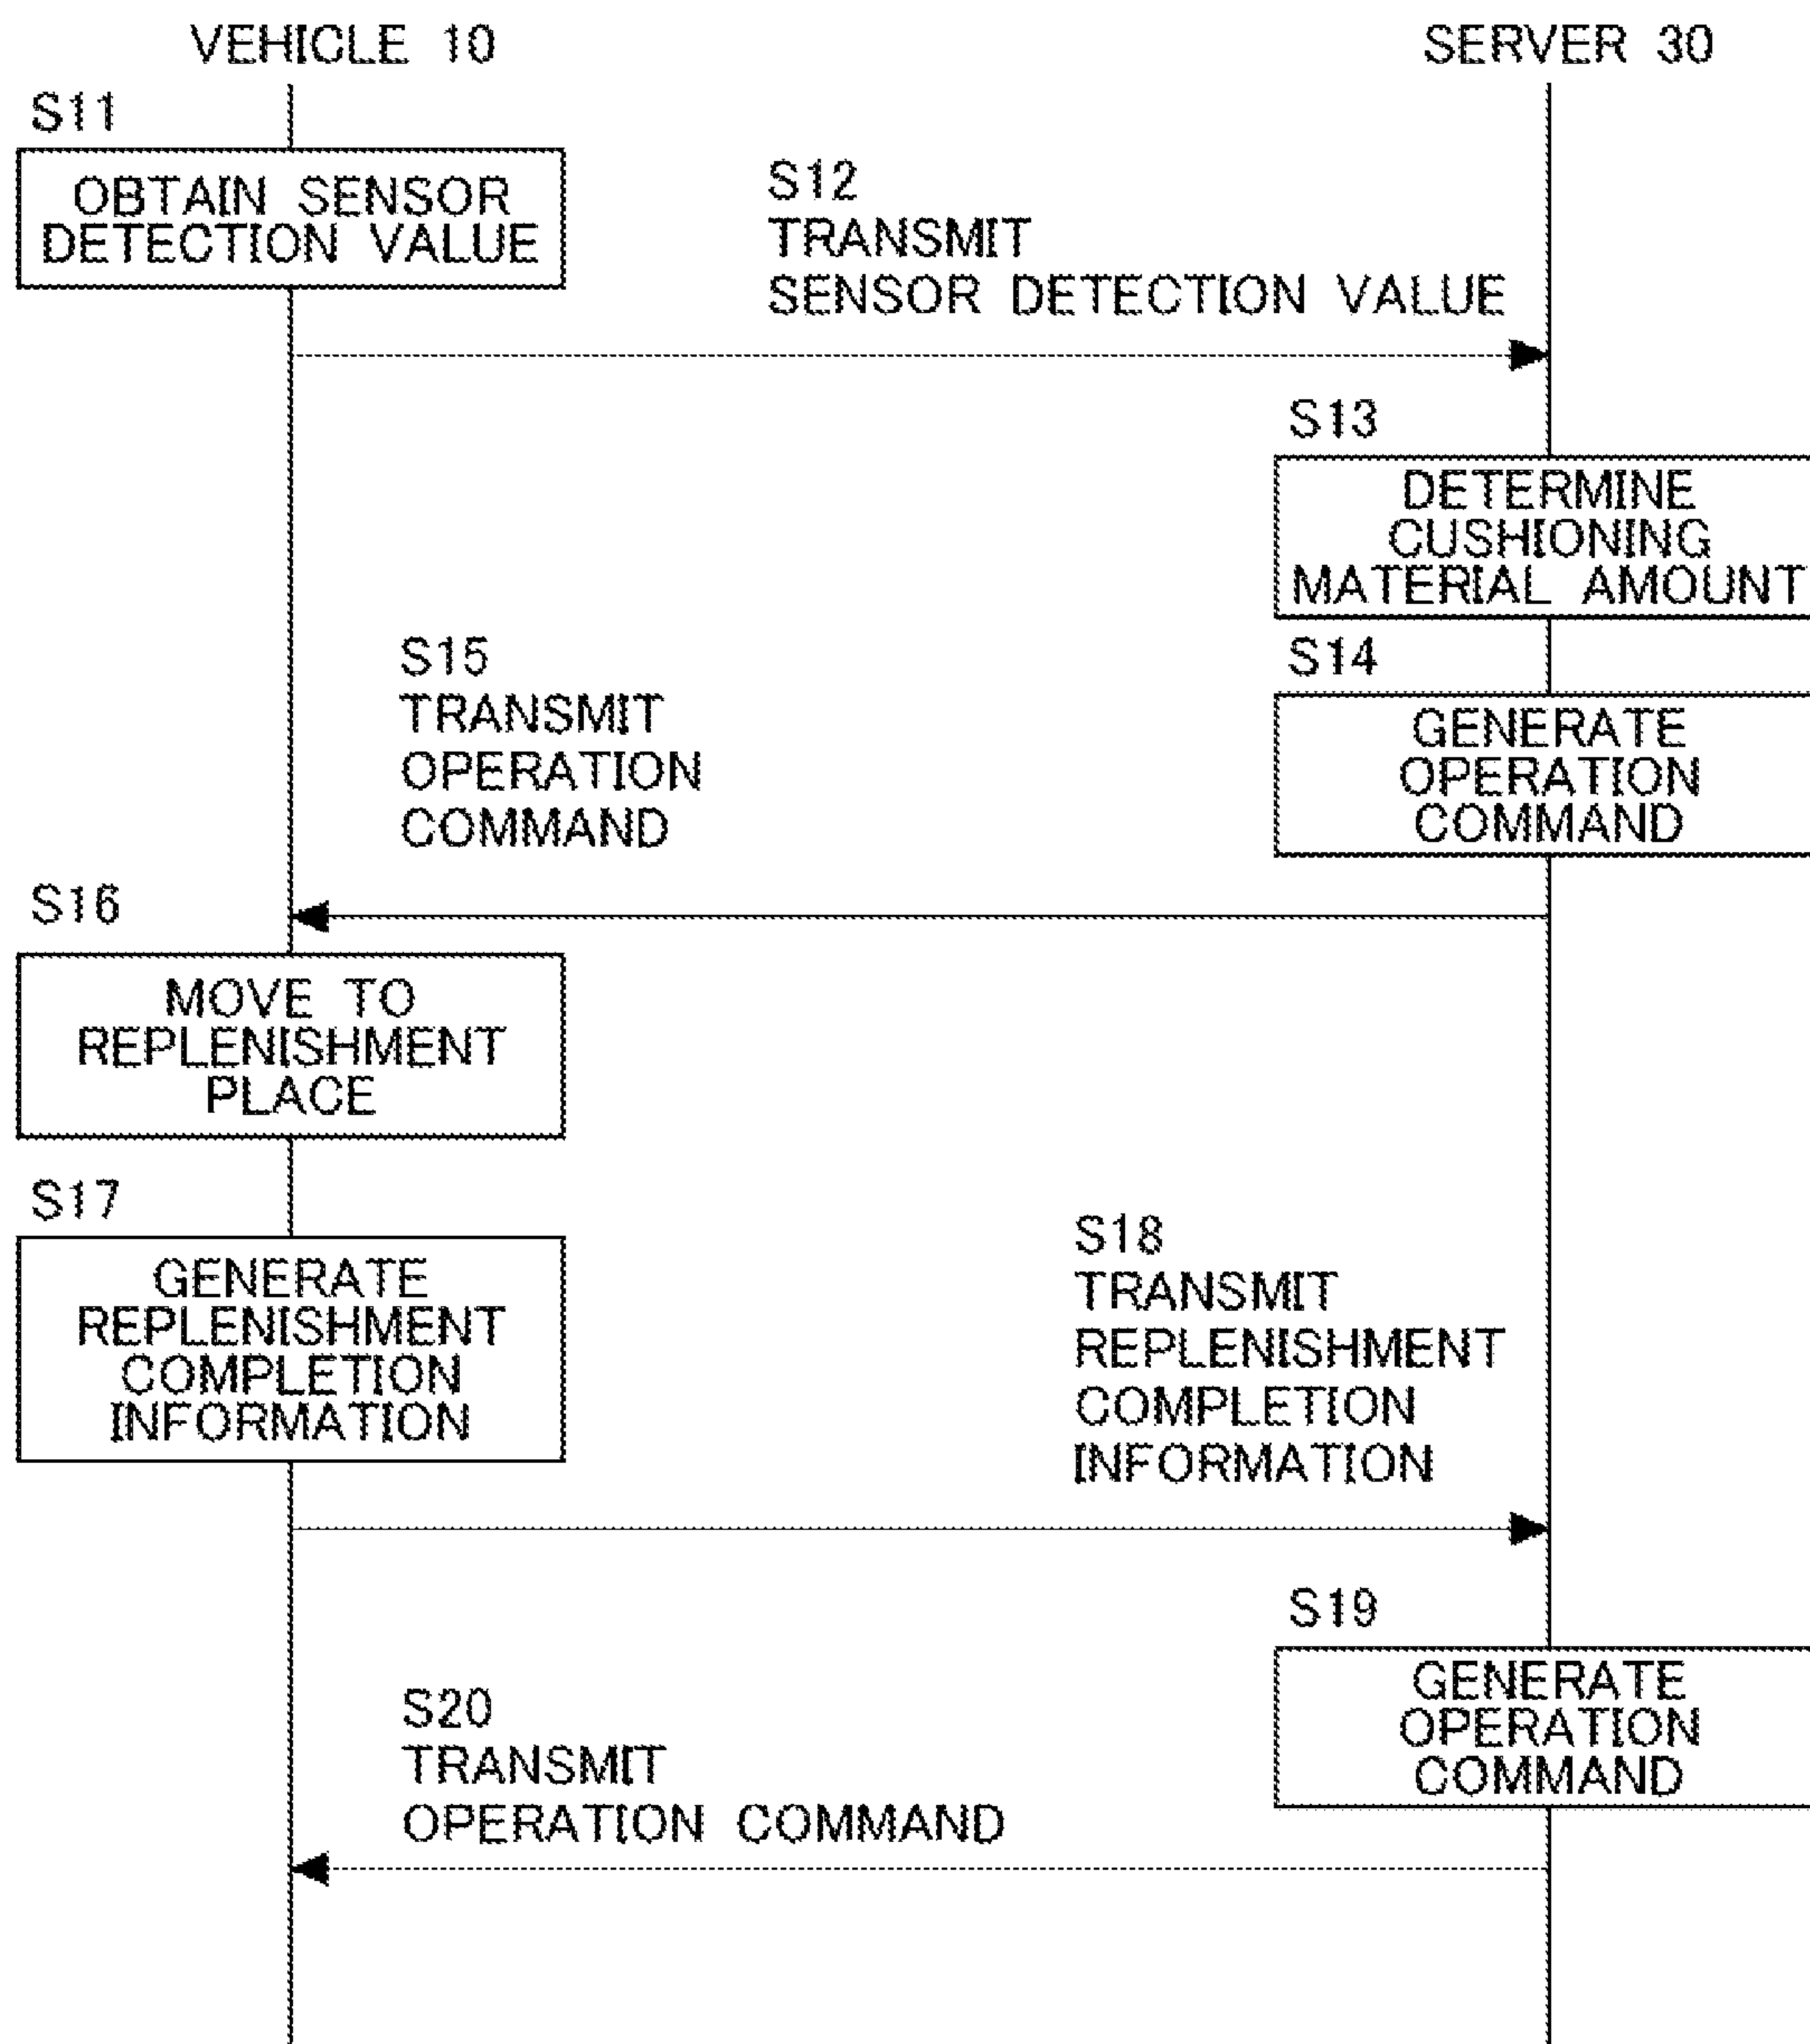 VEHICLE 10
SERVER 30
S11
OBTAIN SENSOR
DETECTION VALUE
S12
TRANSMIT
SENSOR DETECTION VALUE
S13
DETERMINE
CUSHIONING
MATERIAL AMOUNT
S14
GENERATE
OPERATION
COMMAND
S15
TRANSMIT
OPERATION
COMMAND
S16
MOVE TO
REPLENISHMENT
PLACE
S17
GENERATE
REPLENISHMENT
COMPLETION
INFORMATION
S18
TRANSMIT
REPLENISHMENT
COMPLETION
INFORMATION
S19
GENERATE
OPERATION
COMMAND
S20
TRANSMIT
OPERATION COMMAND